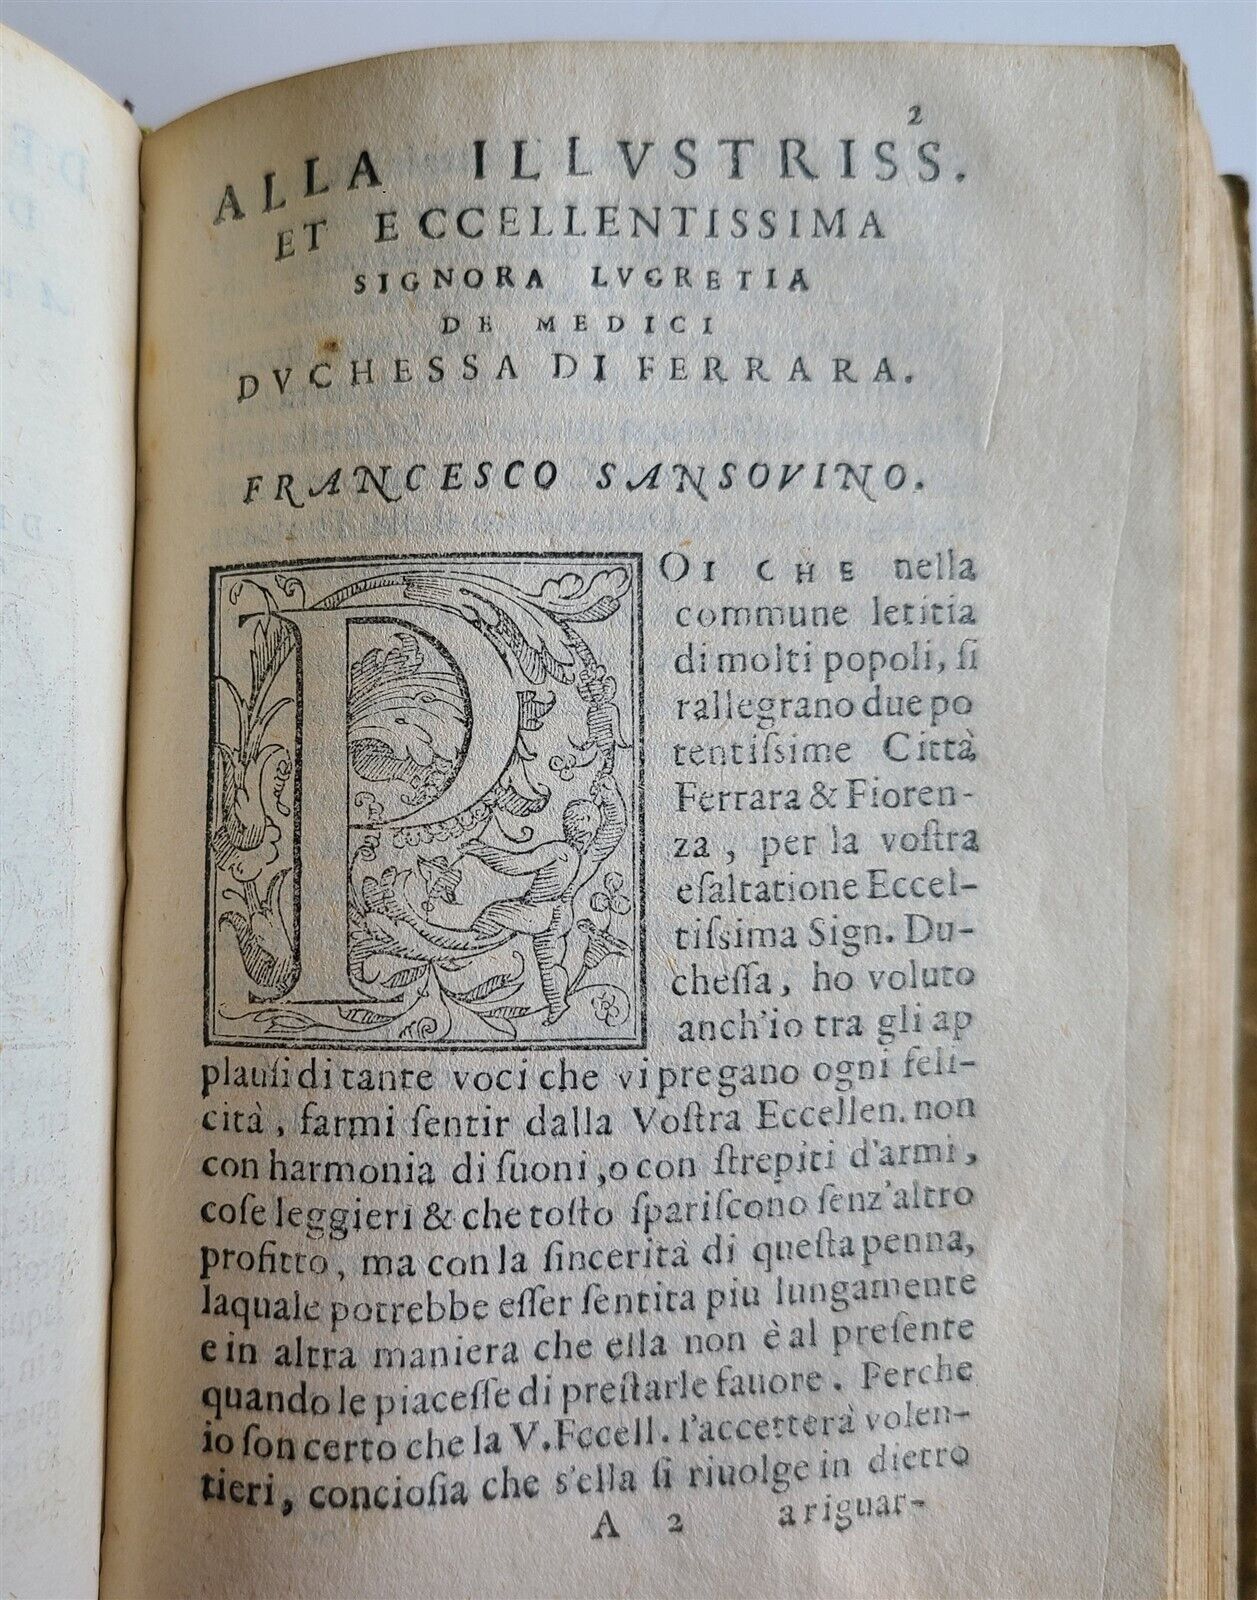 2
ALLA ILLVSTRISS.
ET ECCELLENTISSIMA
SIGNORA LVCRETIA
DE MEDICI
DVCHESSA DI FERRARA.
FRANCESCO SANSOVINO.
POI CHE nella
commune letitia
di molti popoli, ſi
rallegrano due po
tentiſsime Città
Ferrara & Fioren-
za, per la voſtra
eſaltatione Eccel-
tiſsima Sign. Du-
cheſſa, ho voluto
anch'io tra gli ap
plauſi di tante voci che vi pregano ogni feli-
cità, farmi ſentir dalla Voſtra Eccellen. non
con harmonia di ſuoni, o con ſtrepiti d'armi,
coſe leggieri & che toſto ſpariſcono ſenz'altro
profitto, ma con la ſincerità di queſta penna,
laquale potrebbe eſſer ſentita piu lungamente
e in altra maniera che ella non è al preſente
quando le piaceſſe di preſtarle fauore. Perche
io ſon certo che la V. Eccell. l'accetterà volen-
tieri, concioſia che s'ella ſi riuolge in dietro
A 2 a riguar-